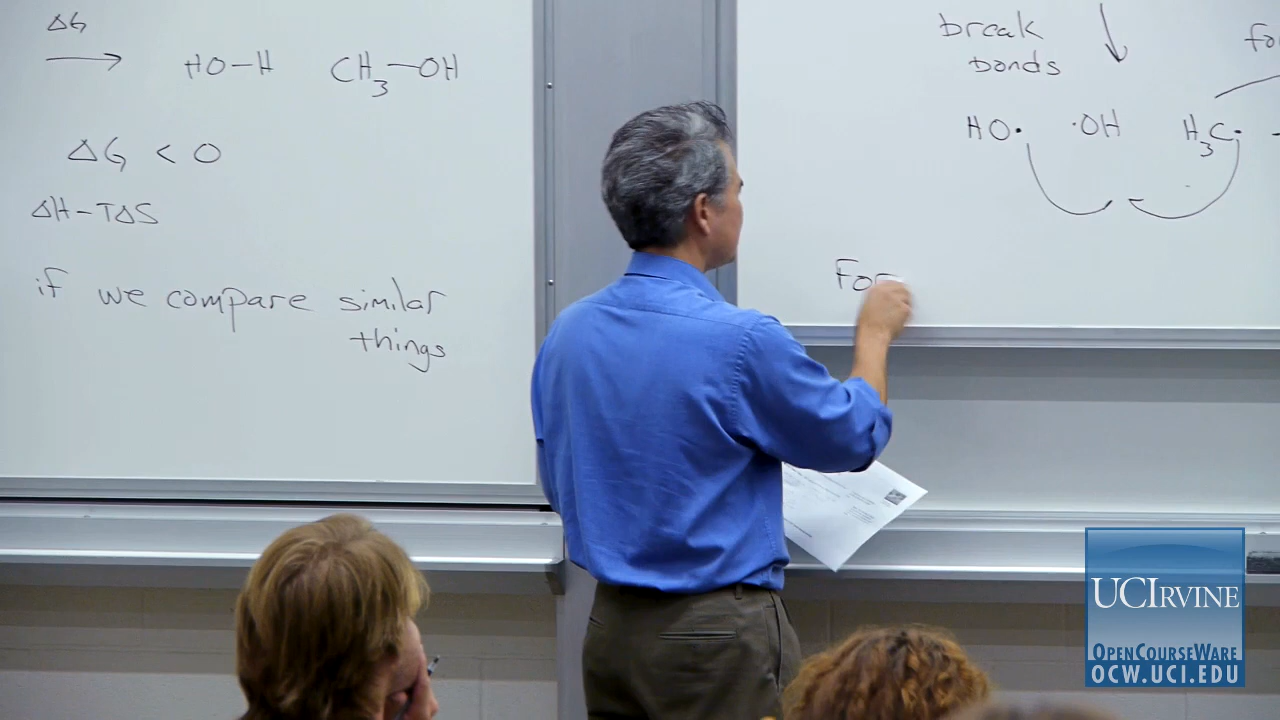 ΔG
HO-H CH3-OH
ΔG < 0
ΔH-TΔS
if we compare similar
things
break
bonds
HO• •OH H3C•
For
UCIRVINE
OPENCOURSEWARE
OCW.UCI.EDU